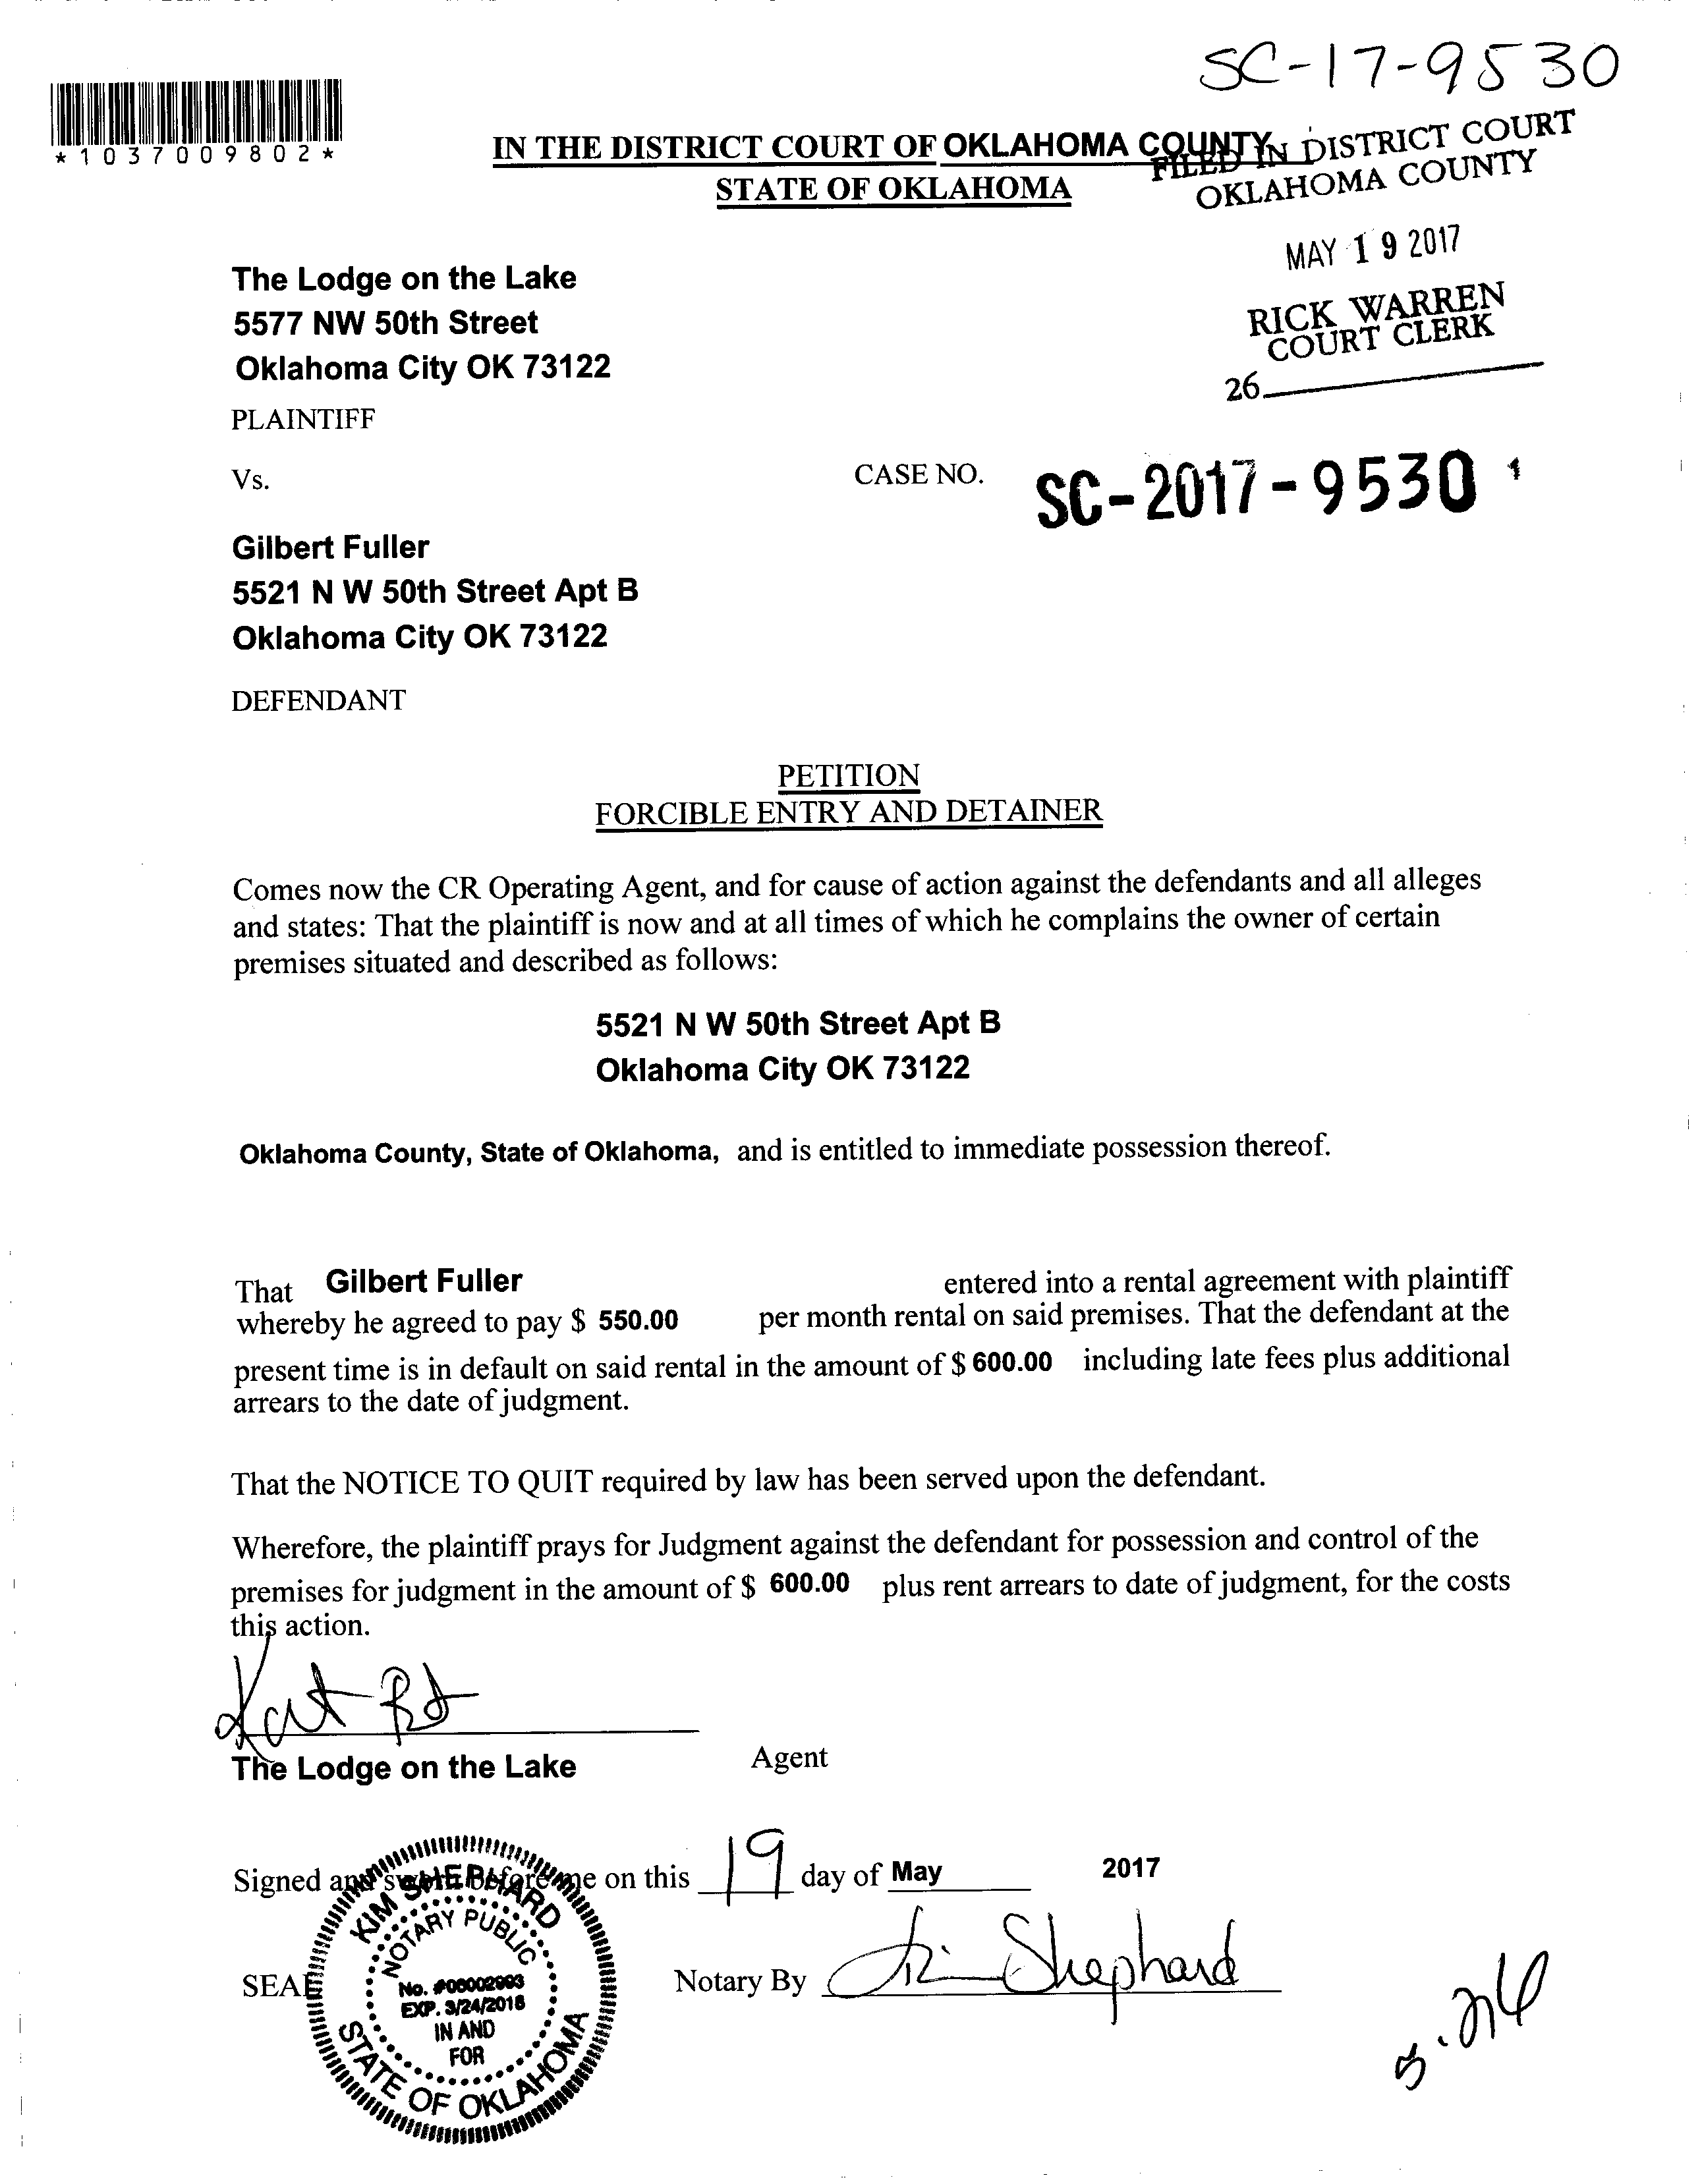 SC-17-9530
*1037009802*
IN THE DISTRICT COURT OF OKLAHOMA COUNTY
STATE OF OKLAHOMA
FILED IN DISTRICT COURT
OKLAHOMA COUNTY
MAY 19 2017
RICK WARREN
COURT CLERK
26
The Lodge on the Lake
5577 NW 50th Street
Oklahoma City OK 73122
PLAINTIFF
Vs.
CASE NO. SC-2017-9530
Gilbert Fuller
5521 N W 50th Street Apt B
Oklahoma City OK 73122
DEFENDANT
PETITION
FORCIBLE ENTRY AND DETAINER
Comes now the CR Operating Agent, and for cause of action against the defendants and all alleges
and states: That the plaintiff is now and at all times of which he complains the owner of certain
premises situated and described as follows:
5521 N W 50th Street Apt B
Oklahoma City OK 73122
Oklahoma County, State of Oklahoma, and is entitled to immediate possession thereof.
That Gilbert Fuller entered into a rental agreement with plaintiff
whereby he agreed to pay $ 550.00 per month rental on said premises. That the defendant at the
present time is in default on said rental in the amount of $ 600.00 including late fees plus additional
arrears to the date of judgment.
That the NOTICE TO QUIT required by law has been served upon the defendant.
Wherefore, the plaintiff prays for Judgment against the defendant for possession and control of the
premises for judgment in the amount of $ 600.00 plus rent arrears to date of judgment, for the costs
this action.
The Lodge on the Lake Agent
Signed and sworn before me on this 19 day of May 2017
SEAL
KIM SHEPHARD
NOTARY PUBLIC
No. #06002993
EXP. 3/24/2018
IN AND
FOR
STATE OF OKLAHOMA
Notary By Kim Shephard